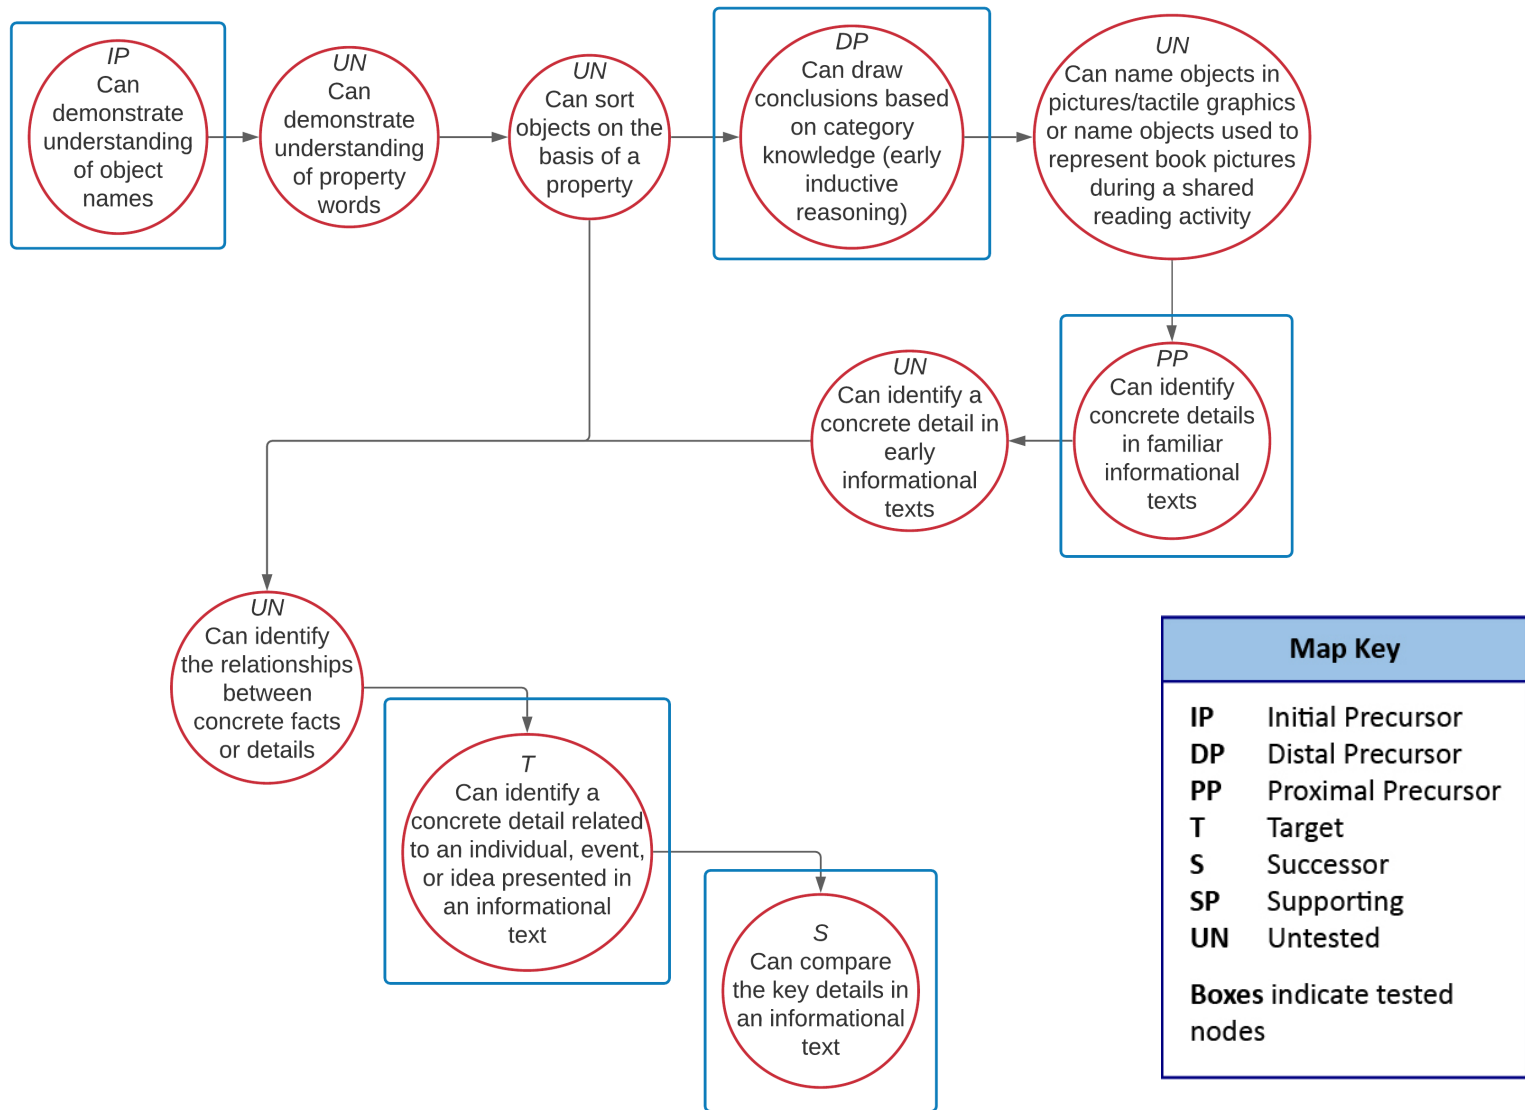 IP
Can
demonstrate
understanding
of object
names
UN
Can
demonstrate
understanding
of property
words
UN
Can sort
objects on the
basis of a
property
DP
Can draw
conclusions based
on category
knowledge (early
inductive
reasoning)
UN
Can name objects in
pictures/tactile graphics
or name objects used to
represent book pictures
during a shared
reading activity
PP
Can identify
concrete details
in familiar
informational
texts
UN
Can identify a
concrete detail in
early
informational
texts
UN
Can identify
the relationships
between
concrete facts
or details
T
Can identify a
concrete detail related
to an individual, event,
or idea presented in
an informational
text
S
Can compare
the key details in
an informational
text
Map Key
IP Initial Precursor
DP Distal Precursor
PP Proximal Precursor
T Target
S Successor
SP Supporting
UN Untested
Boxes indicate tested
nodes